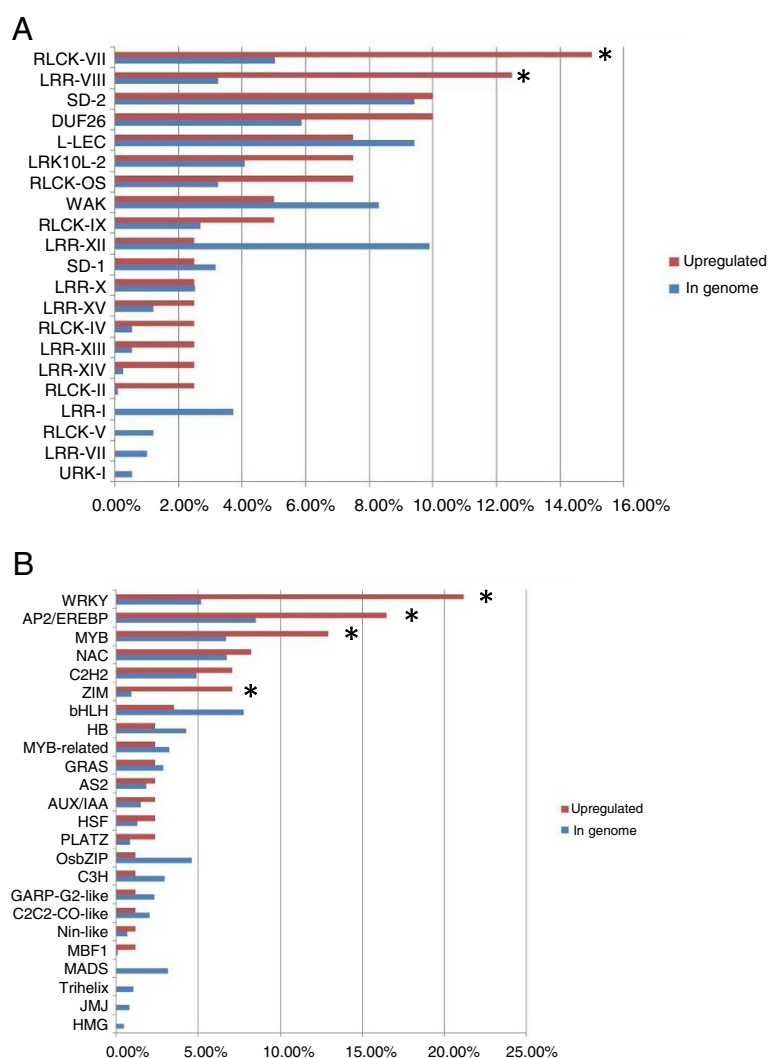 A
RLCK-VII
*
LRR-VIII
*
SD-2
DUF26
L-LEC
LRK10L-2
RLCK-OS
WAK
RLCK-IX
LRR-XII
SD-1
LRR-X
LRR-XV
RLCK-IV
LRR-XIII
LRR-XIV
RLCK-II
LRR-I
RLCK-V
LRR-VII
URK-I
Upregulated
In genome
0.00% 2.00% 4.00% 6.00% 8.00% 10.00% 12.00% 14.00% 16.00%
B
WRKY
*
AP2/EREBP
*
MYB
*
NAC
C2H2
ZIM
*
bHLH
HB
MYB-related
GRAS
AS2
AUX/IAA
HSF
PLATZ
OsbZIP
C3H
GARP-G2-like
C2C2-CO-like
Nin-like
MBF1
MADS
Trihelix
JMJ
HMG
Upregulated
In genome
0.00% 5.00% 10.00% 15.00% 20.00% 25.00%